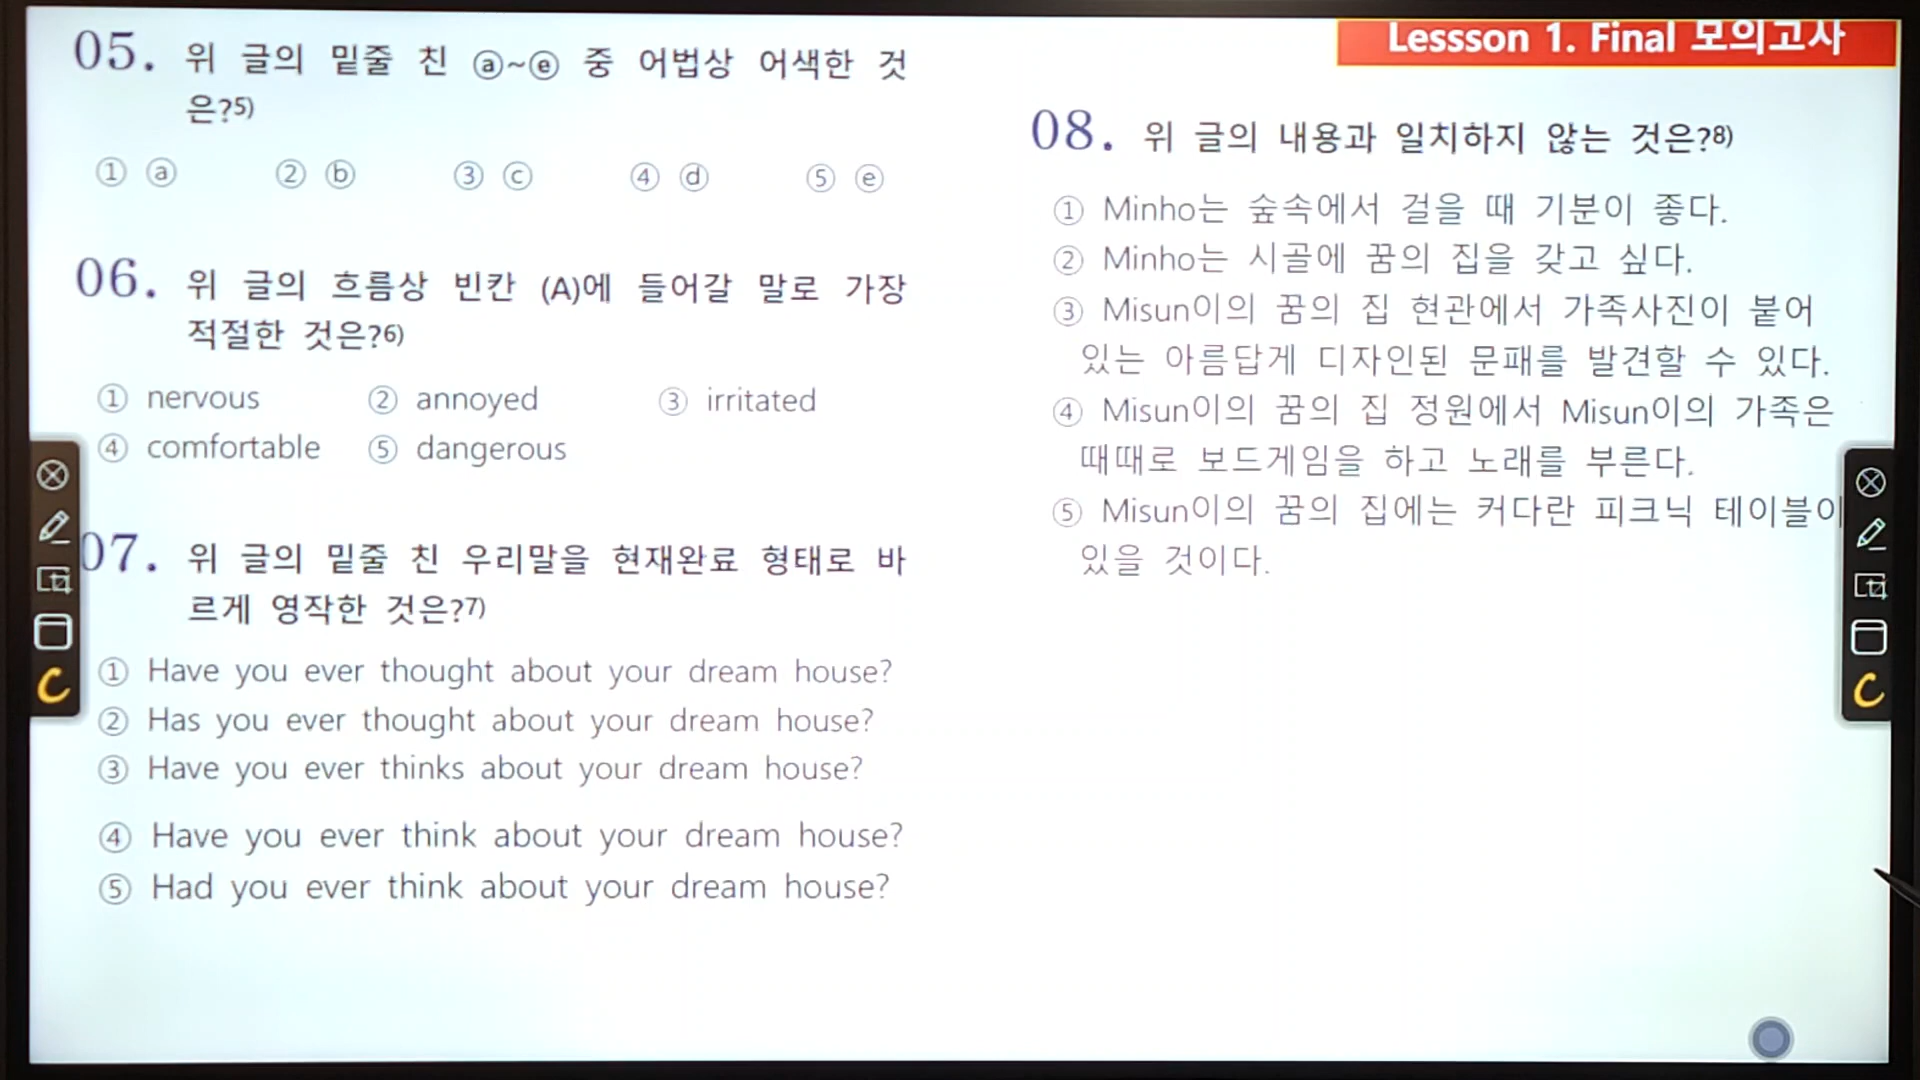 Lessson 1. Final 모의고사
05. 위 글의 밑줄 친 ⓐ~ⓔ 중 어법상 어색한 것
은?5)
① ⓐ ② ⓑ ③ ⓒ ④ ⓓ ⑤ ⓔ
06. 위 글의 흐름상 빈칸 (A)에 들어갈 말로 가장
적절한 것은?6)
① nervous ② annoyed ③ irritated
④ comfortable ⑤ dangerous
07. 위 글의 밑줄 친 우리말을 현재완료 형태로 바
르게 영작한 것은?7)
① Have you ever thought about your dream house?
② Has you ever thought about your dream house?
③ Have you ever thinks about your dream house?
④ Have you ever think about your dream house?
⑤ Had you ever think about your dream house?
08. 위 글의 내용과 일치하지 않는 것은?8)
① Minho는 숲속에서 걸을 때 기분이 좋다.
② Minho는 시골에 꿈의 집을 갖고 싶다.
③ Misun이의 꿈의 집 현관에서 가족사진이 붙어
있는 아름답게 디자인된 문패를 발견할 수 있다.
④ Misun이의 꿈의 집 정원에서 Misun이의 가족은
때때로 보드게임을 하고 노래를 부른다.
⑤ Misun이의 꿈의 집에는 커다란 피크닉 테이블이
있을 것이다.